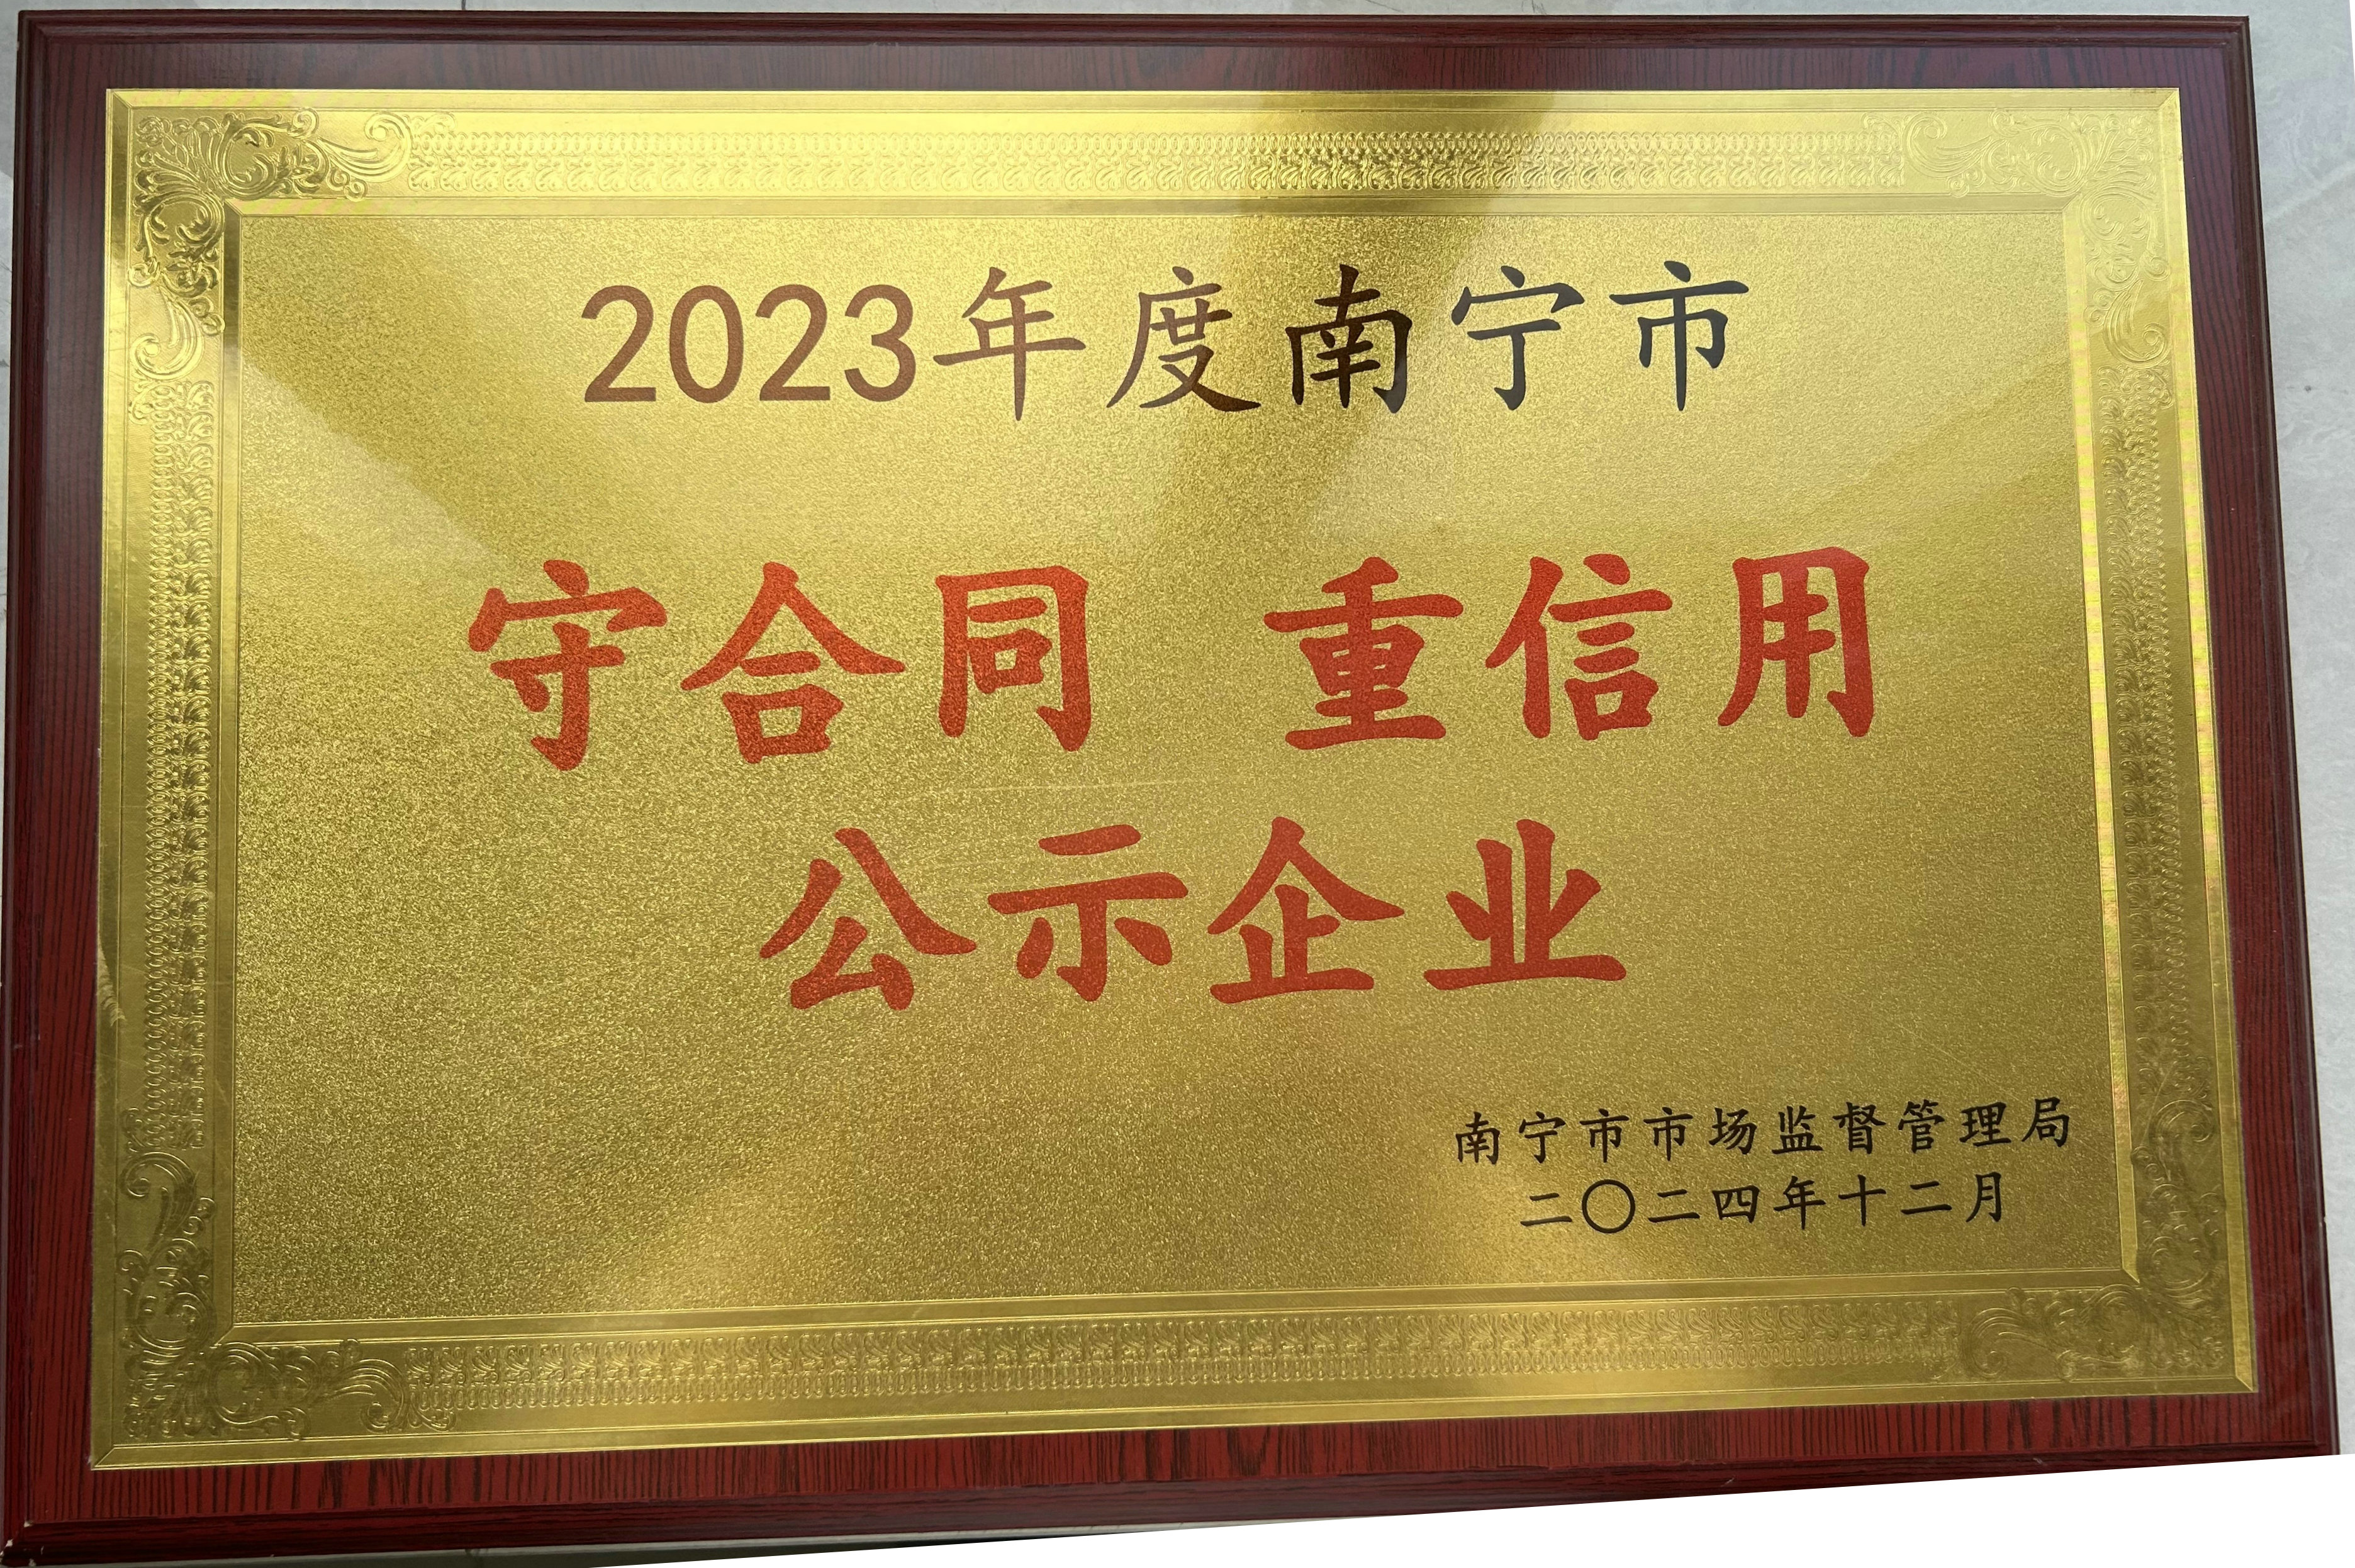 2023年度南宁市
守合同 重信用
公示企业
南宁市市场监督管理局
二〇二四年十二月